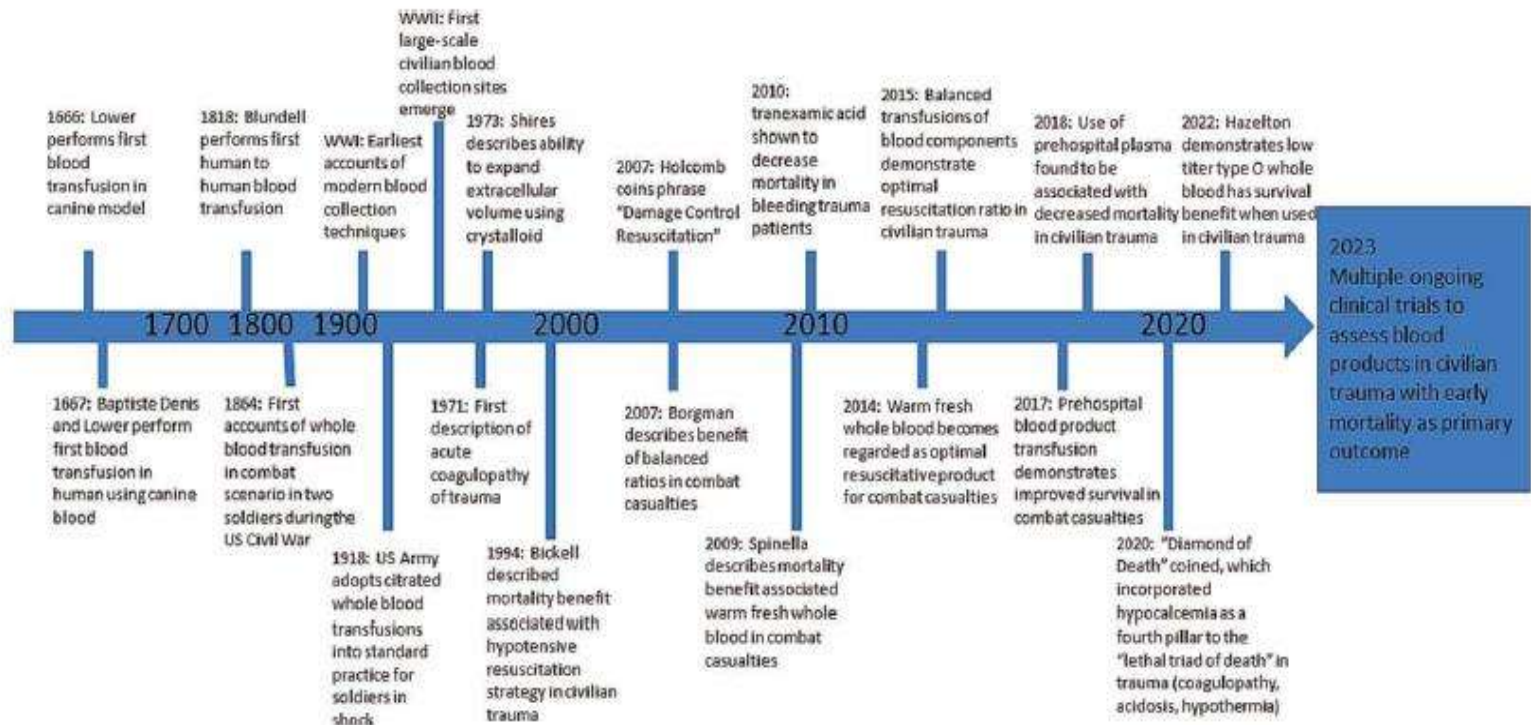 1666: Lower
performs first
blood
transfusion in
canine model
1818: Blundell
performs first
human to
human blood
transfusion
WWI: Earliest
accounts of
modern blood
collection
techniques
WWII: First
large-scale
civilian blood
collection sites
emerge
1973: Shires
describes ability
to expand
extracellular
volume using
crystalloid
2007: Holcomb
coins phrase
"Damage Control
Resuscitation"
2010:
tranexamic acid
shown to
decrease
mortality in
bleeding trauma
patients
2015: Balanced
transfusions of
blood components
demonstrate
optimal
resuscitation ratio in
civilian trauma
2018: Use of
prehospital plasma
found to be
associated with
decreased mortality
in civilian trauma
2022: Hazelton
demonstrates low
titer type O whole
blood has survival
benefit when used
in civilian trauma
1700 1800 1900 2000 2010 2020
2023
Multiple ongoing
clinical trials to
assess blood
products in civilian
trauma with early
mortality as primary
outcome
1667: Baptiste Denis
and Lower perform
first blood
transfusion in
human using canine
blood
1864: First
accounts of whole
blood transfusion
in combat
scenario in two
soldiers during the
US Civil War
1918: US Army
adopts citrated
whole blood
transfusions
into standard
practice for
soldiers in
shock
1971: First
description of
acute
coagulopathy
of trauma
1994: Bickell
described
mortality benefit
associated with
hypotensive
resuscitation
strategy in civilian
trauma
2007: Borgman
describes benefit
of balanced
ratios in combat
casualties
2009: Spinella
describes mortality
benefit associated
warm fresh whole
blood in combat
casualties
2014: Warm fresh
whole blood becomes
regarded as optimal
resuscitative product
for combat casualties
2017: Prehospital
blood product
transfusion
demonstrates
improved survival in
combat casualties
2020: "Diamond of
Death" coined, which
incorporated
hypocalcemia as a
fourth pillar to the
"lethal triad of death" in
trauma (coagulopathy,
acidosis, hypothermia)